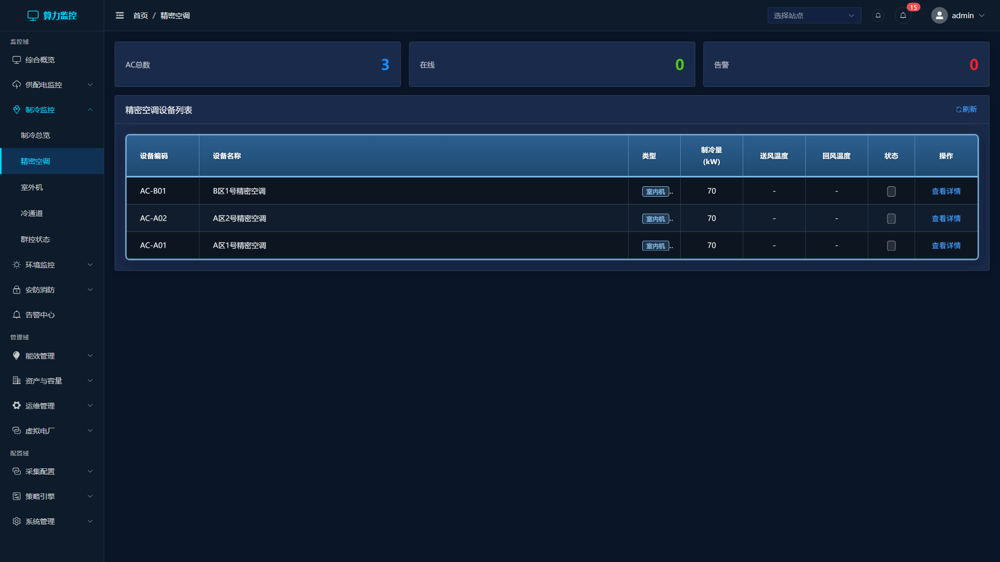 算力监控
首页 / 精密空调
选择站点
15
admin
监控域
综合概览
供配电监控
制冷监控
制冷总览
精密空调
室外机
冷通道
群控状态
环境监控
安防消防
告警中心
管理域
能效管理
资产与容量
运维管理
虚拟电厂
配置域
采集配置
策略引擎
系统管理
AC总数 3
在线 0
告警 0
精密空调设备列表
刷新
设备编码 设备名称 类型 制冷量 (kW) 送风温度 回风温度 状态 操作
AC-B01 B区1号精密空调 室内机.. 70 - - 查看详情
AC-A02 A区2号精密空调 室内机.. 70 - - 查看详情
AC-A01 A区1号精密空调 室内机.. 70 - - 查看详情